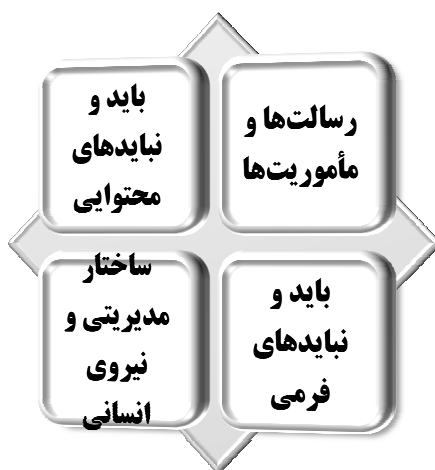 رسالت‌ها و
مأموریت‌ها
باید و
نبایدهای
محتوایی
باید و
نبایدهای
فرمی
ساختار
مدیریتی و
نیروی
انسانی